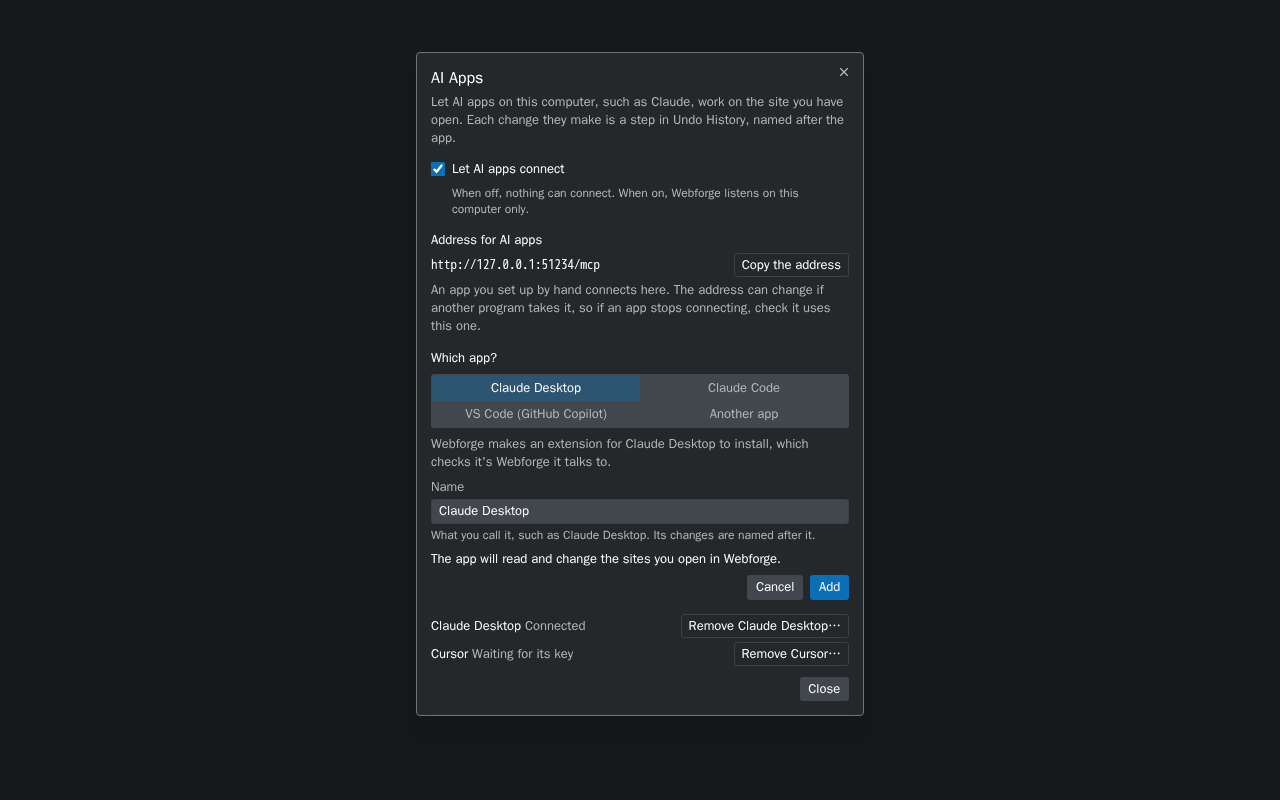 AI Apps
Let AI apps on this computer, such as Claude, work on the site you have
open. Each change they make is a step in Undo History, named after the
app.
Let AI apps connect
When off, nothing can connect. When on, Webforge listens on this
computer only.
Address for AI apps
http://127.0.0.1:51234/mcp
Copy the address
An app you set up by hand connects here. The address can change if
another program takes it, so if an app stops connecting, check it uses
this one.
Which app?
Claude Desktop
Claude Code
VS Code (GitHub Copilot)
Another app
Webforge makes an extension for Claude Desktop to install, which
checks it's Webforge it talks to.
Name
Claude Desktop
What you call it, such as Claude Desktop. Its changes are named after it.
The app will read and change the sites you open in Webforge.
Cancel
Add
Claude Desktop Connected
Remove Claude Desktop…
Cursor Waiting for its key
Remove Cursor…
Close